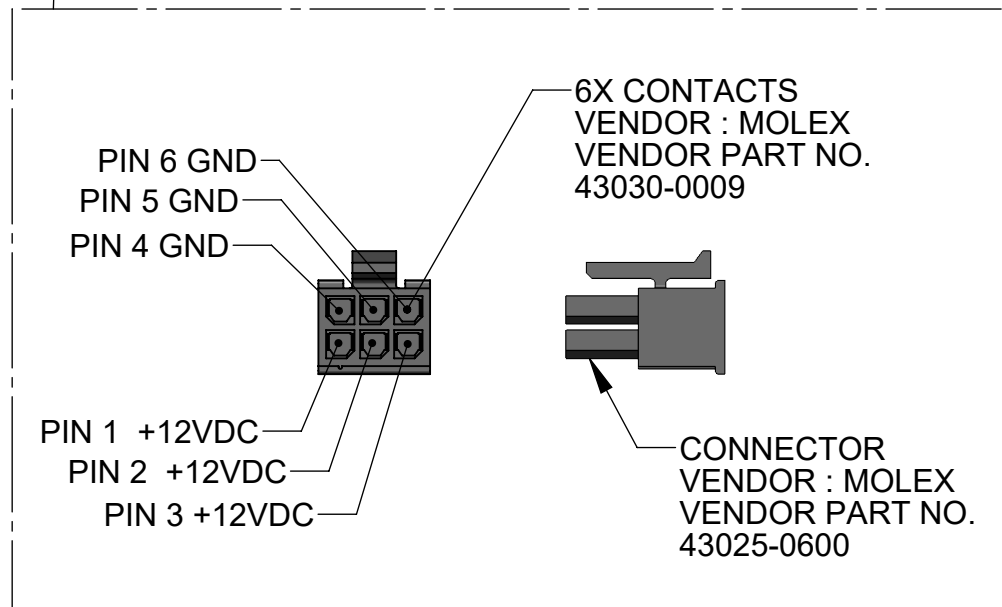 6X CONTACTS
VENDOR : MOLEX
VENDOR PART NO.
43030-0009
PIN 6 GND
PIN 5 GND
PIN 4 GND
PIN 1  +12VDC
PIN 2  +12VDC
PIN 3 +12VDC
CONNECTOR
VENDOR : MOLEX
VENDOR PART NO.
43025-0600